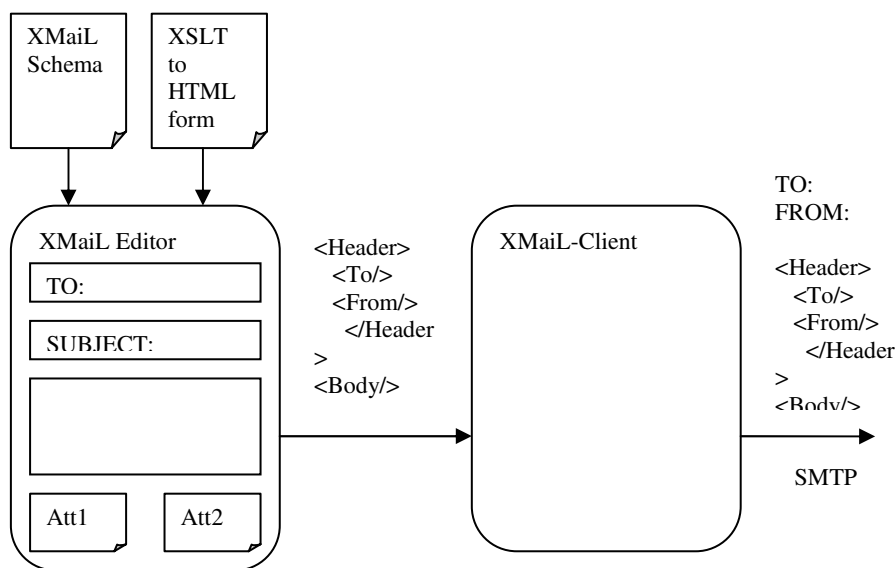 XMaiL
Schema
XSLT
to
HTML
form
XMaiL Editor
TO:
SUBJECT:
Att1
Att2
<Header>
<To/>
<From/>
</Header
>
<Body/>
XMaiL-Client
TO:
FROM:
<Header>
<To/>
<From/>
</Header
>
<Body/>
SMTP